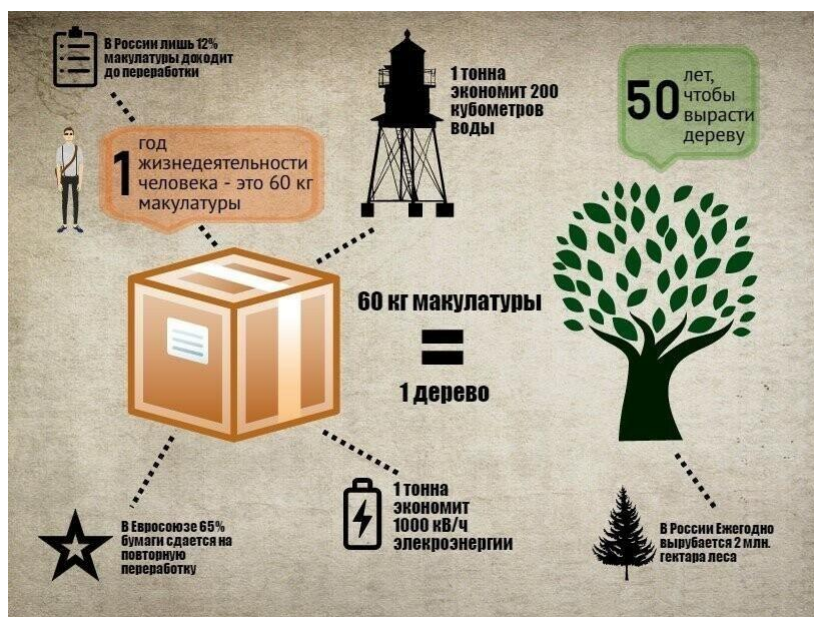 В России лишь 12%
макулатуры доходит
до переработки
1 год
жизнедеятельности
человека - это 60 кг
макулатуры
1 тонна
экономит 200
кубометров
воды
50 лет,
чтобы
вырасти
дереву
60 кг макулатуры
=
1 дерево
В Евросоюзе 65%
бумаги сдается на
повторную
переработку
1 тонна
экономит
1000 кВ/ч
элекроэнергии
В России Ежегодно
вырубается 2 млн.
гектара леса